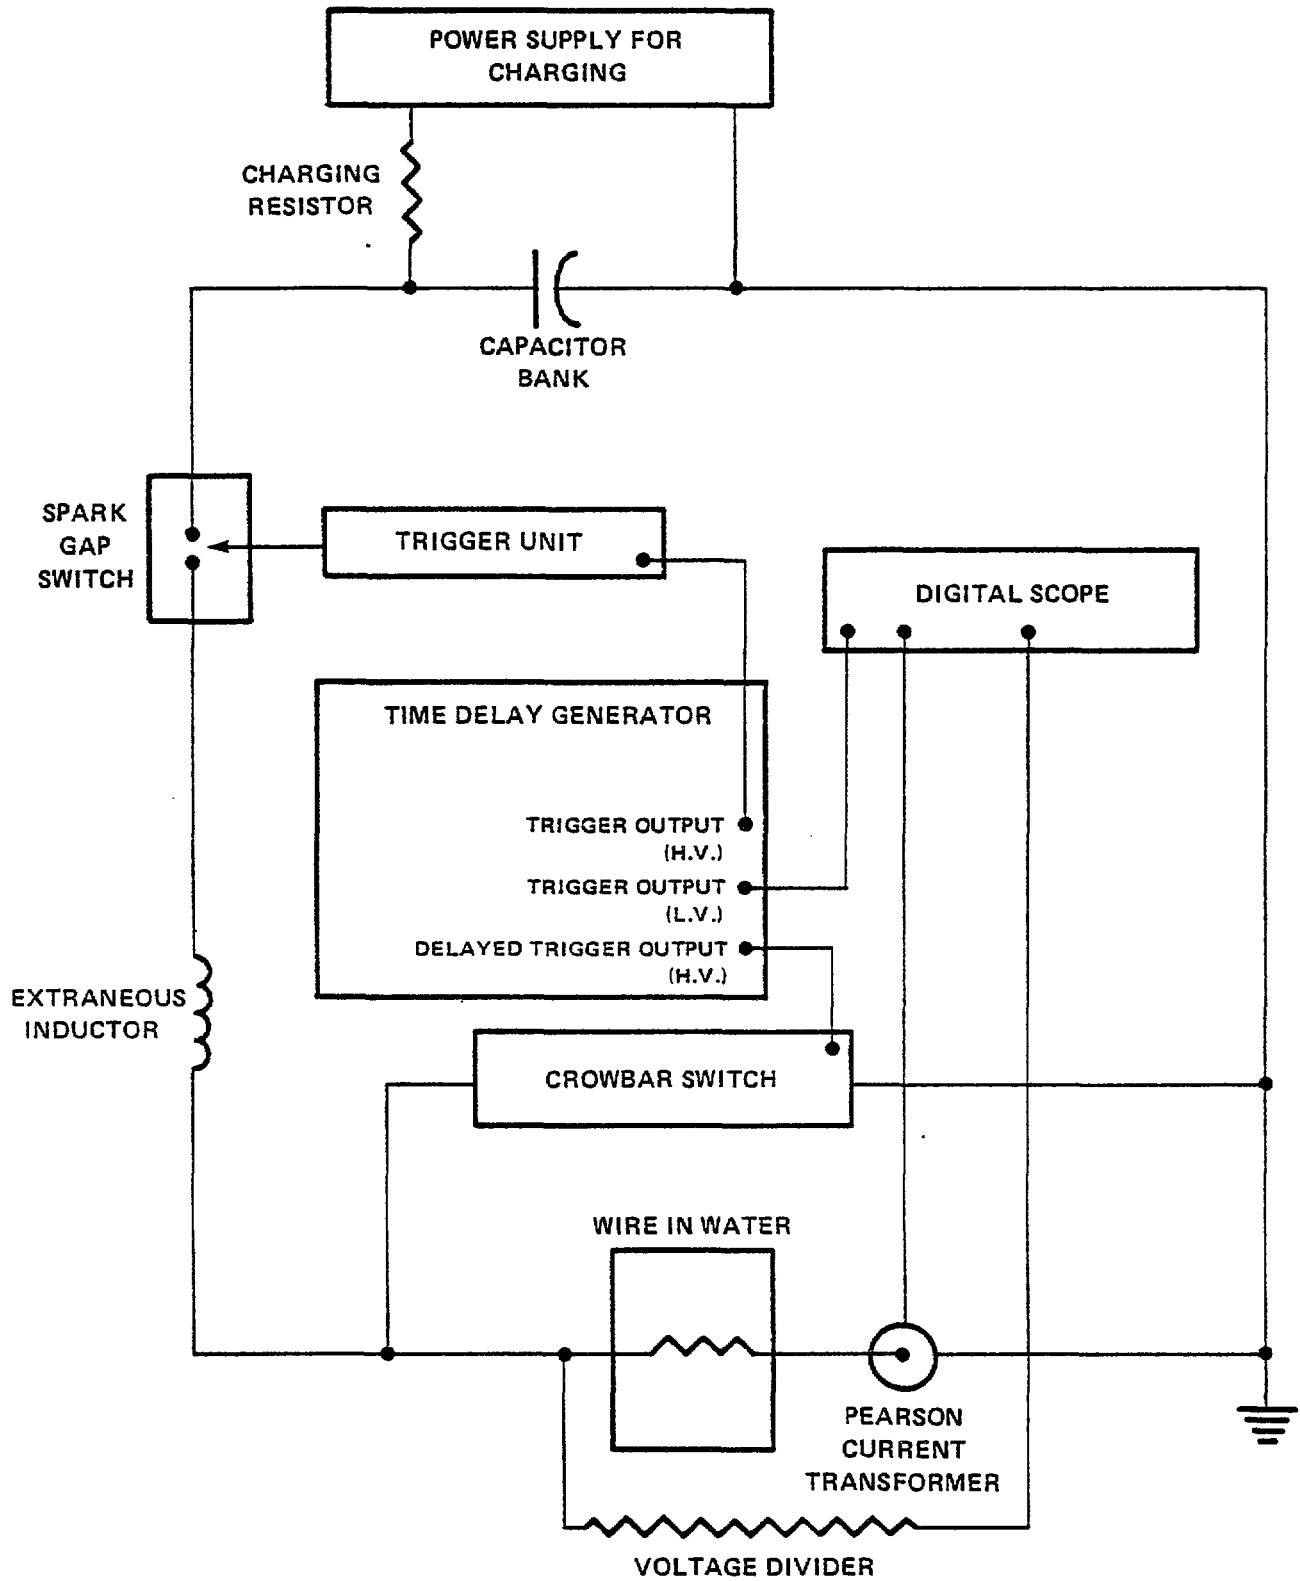 POWER SUPPLY FOR
CHARGING
CHARGING
RESISTOR
CAPACITOR
BANK
SPARK
GAP
SWITCH
TRIGGER UNIT
DIGITAL SCOPE
TIME DELAY GENERATOR
TRIGGER OUTPUT
(H.V.)
TRIGGER OUTPUT
(L.V.)
DELAYED TRIGGER OUTPUT
(H.V.)
EXTRANEOUS
INDUCTOR
CROWBAR SWITCH
WIRE IN WATER
PEARSON
CURRENT
TRANSFORMER
VOLTAGE DIVIDER